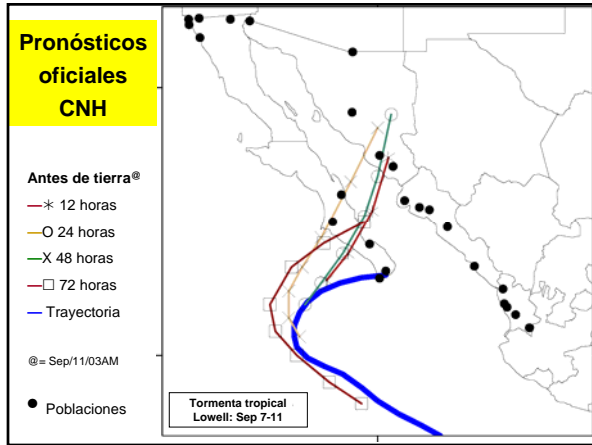 Pronósticos
oficiales
CNH
Antes de tierra@
12 horas
O 24 horas
X 48 horas
72 horas
Trayectoria
@= Sep/11/03AM
Poblaciones
Tormenta tropical
Lowell: Sep 7-11